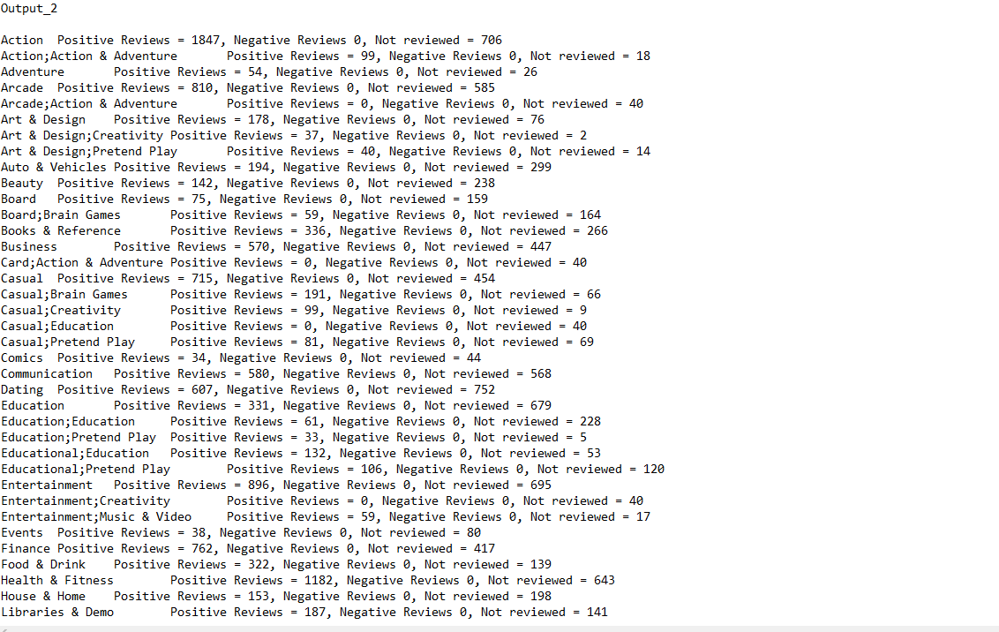 Output_2
Action  Positive Reviews = 1847, Negative Reviews 0, Not reviewed = 706
Action;Action & Adventure       Positive Reviews = 99, Negative Reviews 0, Not reviewed = 18
Adventure       Positive Reviews = 54, Negative Reviews 0, Not reviewed = 26
Arcade  Positive Reviews = 810, Negative Reviews 0, Not reviewed = 585
Arcade;Action & Adventure       Positive Reviews = 0, Negative Reviews 0, Not reviewed = 40
Art & Design    Positive Reviews = 178, Negative Reviews 0, Not reviewed = 76
Art & Design;Creativity Positive Reviews = 37, Negative Reviews 0, Not reviewed = 2
Art & Design;Pretend Play       Positive Reviews = 40, Negative Reviews 0, Not reviewed = 14
Auto & Vehicles Positive Reviews = 194, Negative Reviews 0, Not reviewed = 299
Beauty  Positive Reviews = 142, Negative Reviews 0, Not reviewed = 238
Board   Positive Reviews = 75, Negative Reviews 0, Not reviewed = 159
Board;Brain Games       Positive Reviews = 59, Negative Reviews 0, Not reviewed = 164
Books & Reference       Positive Reviews = 336, Negative Reviews 0, Not reviewed = 266
Business        Positive Reviews = 570, Negative Reviews 0, Not reviewed = 447
Card;Action & Adventure Positive Reviews = 0, Negative Reviews 0, Not reviewed = 40
Casual  Positive Reviews = 715, Negative Reviews 0, Not reviewed = 454
Casual;Brain Games      Positive Reviews = 191, Negative Reviews 0, Not reviewed = 66
Casual;Creativity       Positive Reviews = 99, Negative Reviews 0, Not reviewed = 9
Casual;Education        Positive Reviews = 0, Negative Reviews 0, Not reviewed = 40
Casual;Pretend Play     Positive Reviews = 81, Negative Reviews 0, Not reviewed = 69
Comics  Positive Reviews = 34, Negative Reviews 0, Not reviewed = 44
Communication   Positive Reviews = 580, Negative Reviews 0, Not reviewed = 568
Dating  Positive Reviews = 607, Negative Reviews 0, Not reviewed = 752
Education       Positive Reviews = 331, Negative Reviews 0, Not reviewed = 679
Education;Education     Positive Reviews = 61, Negative Reviews 0, Not reviewed = 228
Education;Pretend Play  Positive Reviews = 33, Negative Reviews 0, Not reviewed = 5
Educational;Education   Positive Reviews = 132, Negative Reviews 0, Not reviewed = 53
Educational;Pretend Play        Positive Reviews = 106, Negative Reviews 0, Not reviewed = 120
Entertainment   Positive Reviews = 896, Negative Reviews 0, Not reviewed = 695
Entertainment;Creativity        Positive Reviews = 0, Negative Reviews 0, Not reviewed = 40
Entertainment;Music & Video     Positive Reviews = 59, Negative Reviews 0, Not reviewed = 17
Events  Positive Reviews = 38, Negative Reviews 0, Not reviewed = 80
Finance Positive Reviews = 762, Negative Reviews 0, Not reviewed = 417
Food & Drink    Positive Reviews = 322, Negative Reviews 0, Not reviewed = 139
Health & Fitness        Positive Reviews = 1182, Negative Reviews 0, Not reviewed = 643
House & Home    Positive Reviews = 153, Negative Reviews 0, Not reviewed = 198
Libraries & Demo        Positive Reviews = 187, Negative Reviews 0, Not reviewed = 141